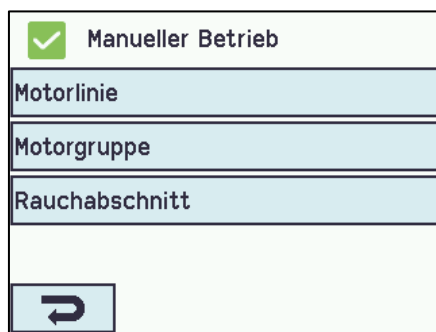 Manueller Betrieb
Motorlinie
Motorgruppe
Rauchabschnitt